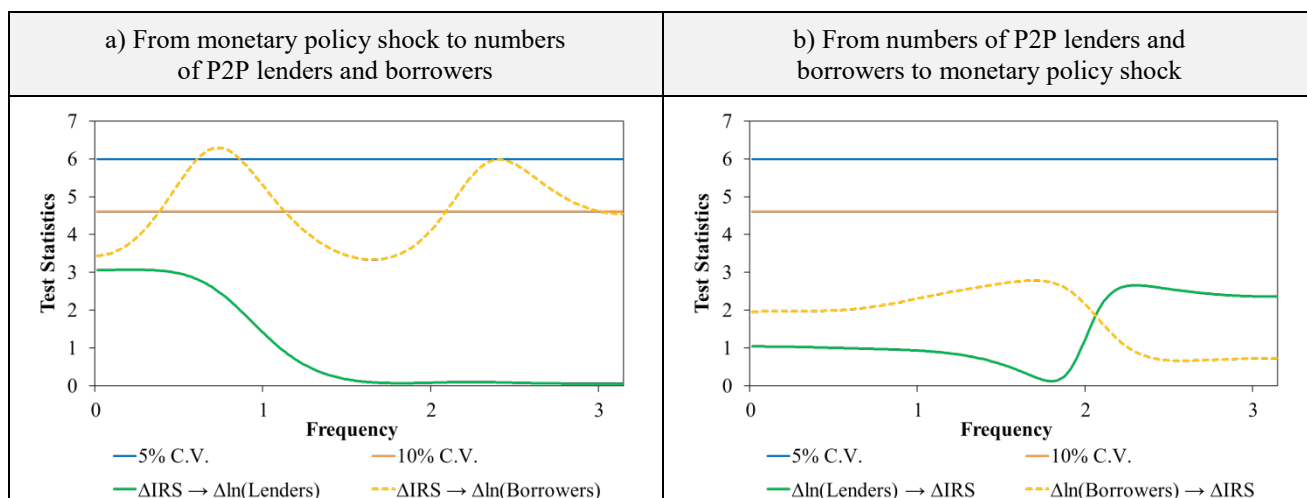 a) From monetary policy shock to numbers
of P2P lenders and borrowers
b) From numbers of P2P lenders and
borrowers to monetary policy shock
7
6
5
4
3
2
1
0
Test Statistics
0 1 2 3
Frequency
5% C.V. 10% C.V.
ΔIRS → Δln(Lenders) ΔIRS → Δln(Borrowers)
7
6
5
4
3
2
1
0
Test Statistics
0 1 2 3
Frequency
5% C.V. 10% C.V.
Δln(Lenders) → ΔIRS Δln(Borrowers) → ΔIRS